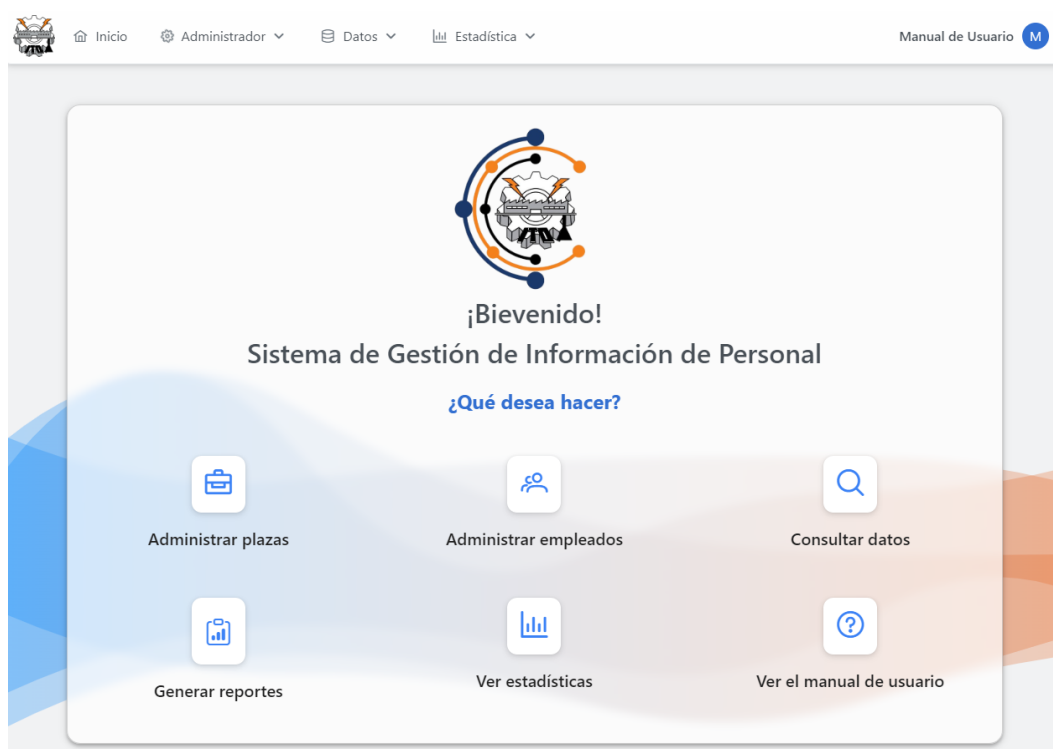 Inicio Administrador Datos Estadística Manual de Usuario M
¡Bievenido!
Sistema de Gestión de Información de Personal
¿Qué desea hacer?
Administrar plazas Administrar empleados Consultar datos
Generar reportes Ver estadísticas Ver el manual de usuario